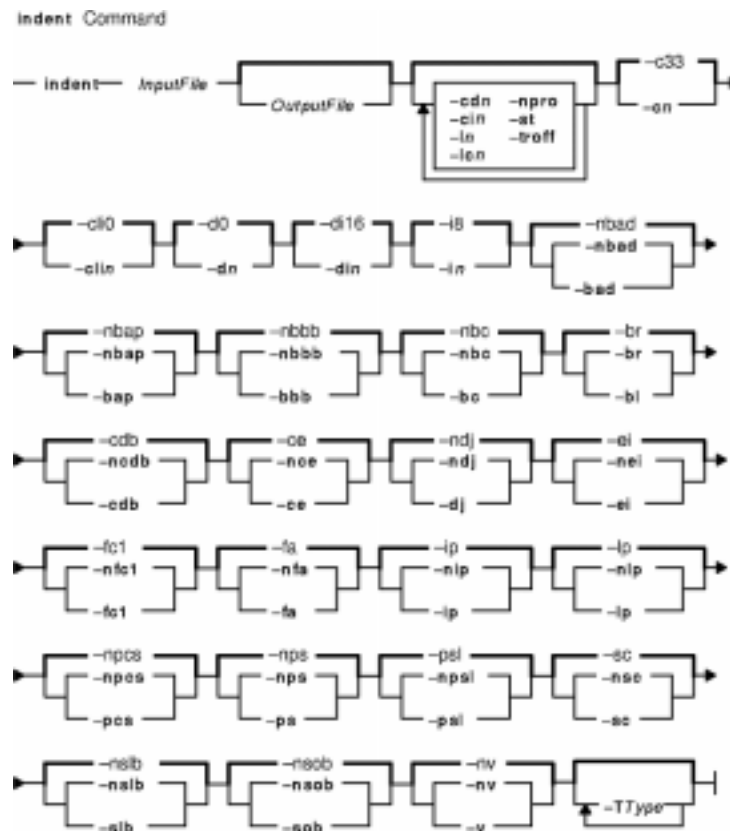 indent Command
-c33
indent InputFile OutputFile -cdn -npro -cn
-cin -st
-ln -troff
-lcn
-cli0 -d0 -di16 -i8 -nbad
-clin -dn -din -in -nbad
-bad
-nbap -nbbb -nbc -br
-nbap -nbbb -nbc -br
-bap -bbb -bc -bl
-cdb -ce -ndj -ei
-ncdb -nce -ndj -nei
-cdb -ce -dj -ei
-fc1 -fa -ip -lp
-nfc1 -nfa -nip -nlp
-fc1 -fa -ip -lp
-npcs -nps -psl -sc
-npcs -nps -npsl -nsc
-pcs -ps -psl -sc
-nslb -nsob -nv
-nslb -nsob -nv -TType
-slb -sob -v